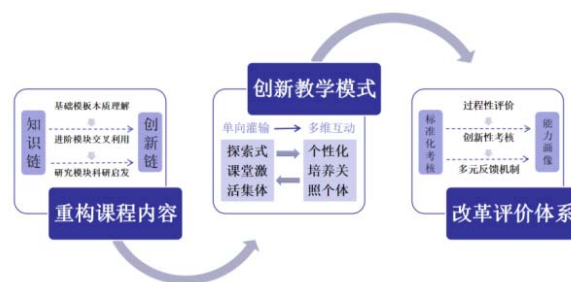 知识链
基础模板本质理解
进阶模块交叉利用
研究模块科研启发
创新链
重构课程内容
创新教学模式
单向灌输
多维互动
探索式
课堂激
活集体
个性化
培养关
照个体
标准化考核
过程性评价
创新性考核
多元反馈机制
能力画像
改革评价体系